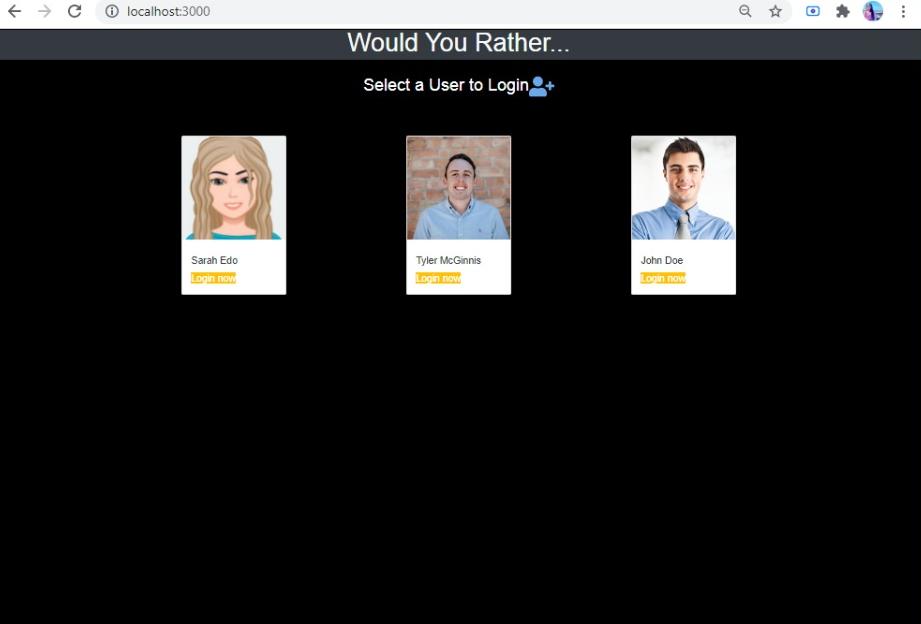 localhost:3000
Would You Rather...
Select a User to Login
Sarah Edo
Login now
Tyler McGinnis
Login now
John Doe
Login now